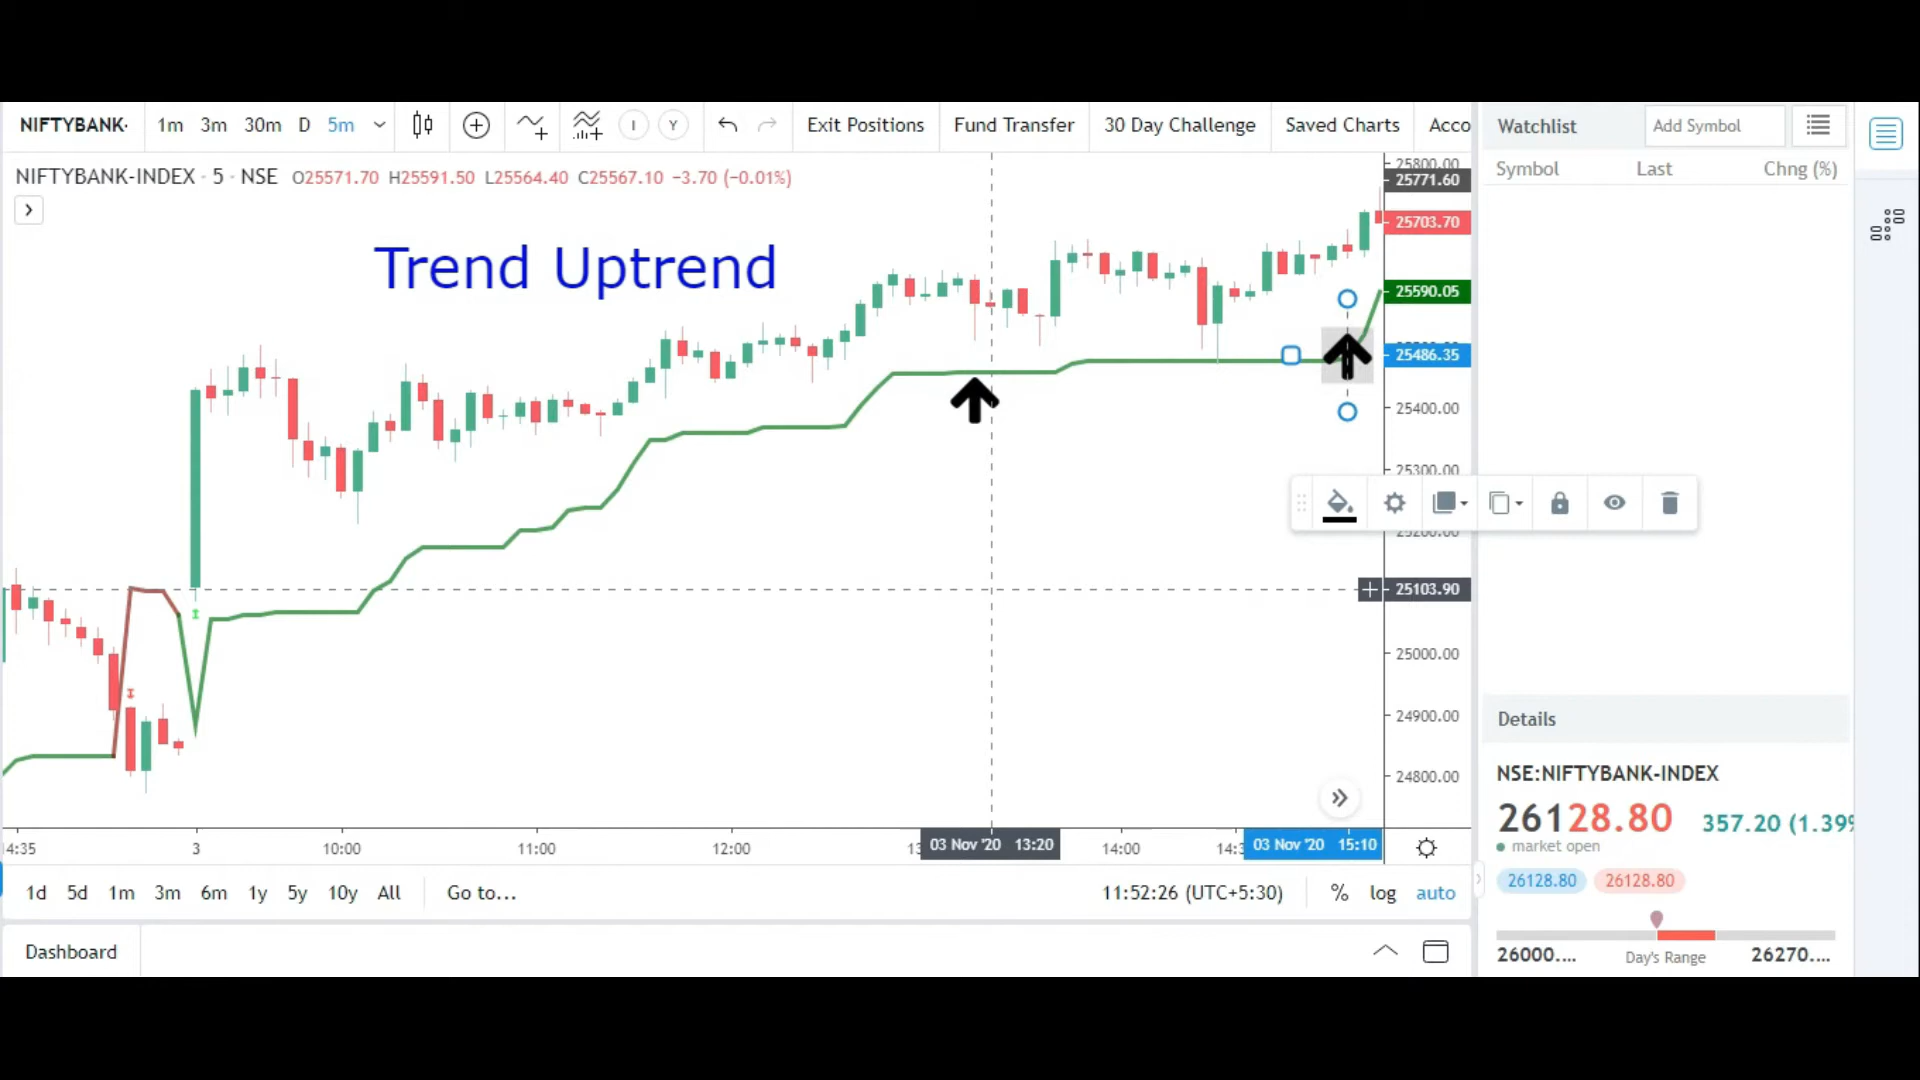 NIFTYBANK· 1m 3m 30m D 5m I Y Exit Positions Fund Transfer 30 Day Challenge Saved Charts Acco Watchlist Add Symbol
NIFTYBANK-INDEX · 5 · NSE O25571.70 H25591.50 L25564.40 C25567.10 −3.70 (−0.01%)
Symbol Last Chng (%)
Trend Uptrend
25800.00
25771.60
25703.70
25590.05
25486.35
25400.00
25300.00
25200.00
25103.90
25000.00
24900.00
24800.00
4:35 3 10:00 11:00 12:00 03 Nov '20 13:20 14:00 03 Nov '20 15:10
1d 5d 1m 3m 6m 1y 5y 10y All Go to... 11:52:26 (UTC+5:30) % log auto
Dashboard
Details
NSE:NIFTYBANK-INDEX
26128.80 357.20 (1.39%
market open
26128.80 26128.80
26000.... Day's Range 26270....